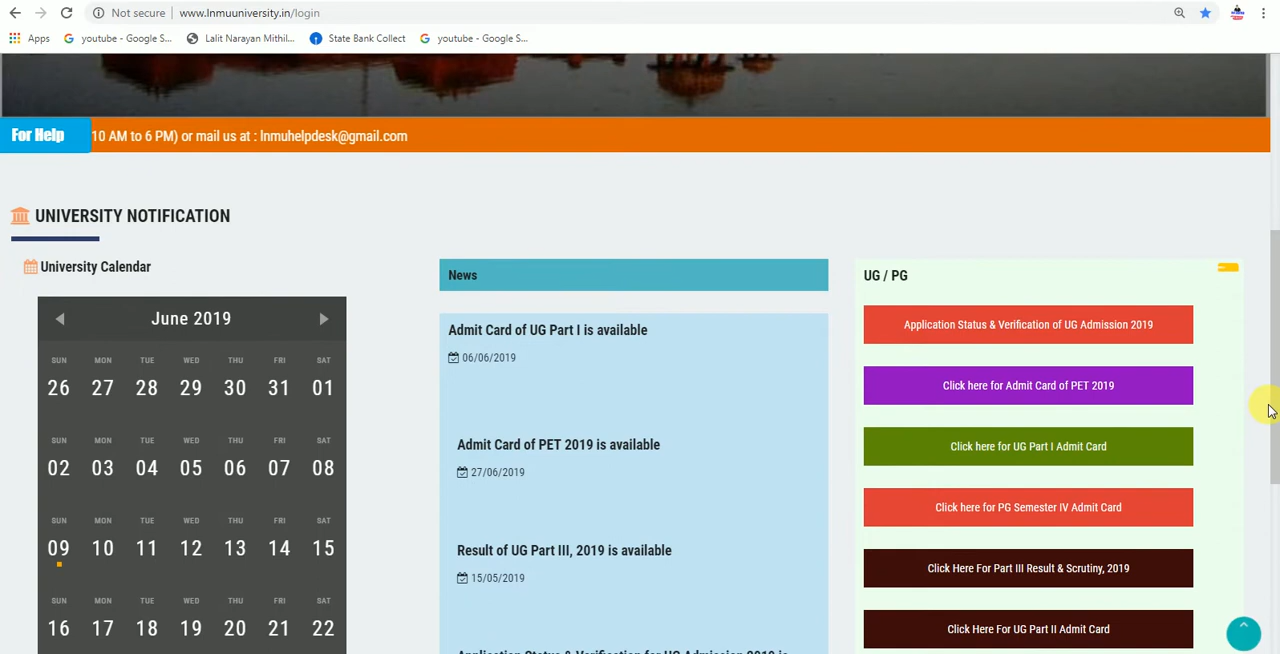 Not secure | www.lnmuuniversity.in/login
Apps youtube - Google S... Lalit Narayan Mithil... State Bank Collect youtube - Google S...
For Help 10 AM to 6 PM) or mail us at : lnmuhelpdesk@gmail.com
UNIVERSITY NOTIFICATION
University Calendar
June 2019
SUN MON TUE WED THU FRI SAT
26 27 28 29 30 31 01
SUN MON TUE WED THU FRI SAT
02 03 04 05 06 07 08
SUN MON TUE WED THU FRI SAT
09 10 11 12 13 14 15
SUN MON TUE WED THU FRI SAT
16 17 18 19 20 21 22
News
Admit Card of UG Part I is available
06/06/2019
Admit Card of PET 2019 is available
27/06/2019
Result of UG Part III, 2019 is available
15/05/2019
Application Status & Verification for UG Admission 2019 is
UG / PG
Application Status & Verification of UG Admission 2019
Click here for Admit Card of PET 2019
Click here for UG Part I Admit Card
Click here for PG Semester IV Admit Card
Click Here For Part III Result & Scrutiny, 2019
Click Here For UG Part II Admit Card